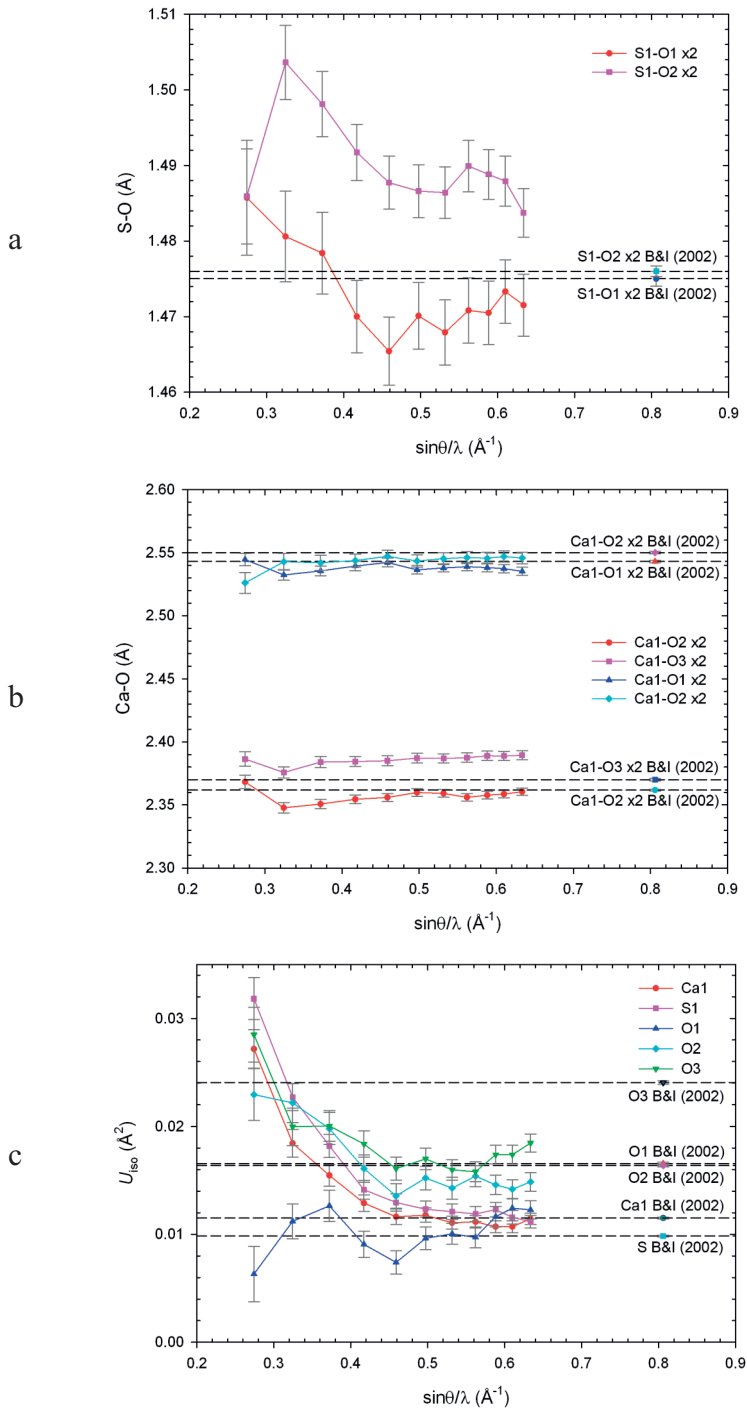 a
S-O (Å)
1.51
1.50
1.49
1.48
1.47
1.46
S1-O1 x2
S1-O2 x2
S1-O2 x2 B&I (2002)
S1-O1 x2 B&I (2002)
0.2 0.3 0.4 0.5 0.6 0.7 0.8 0.9
sinθ/λ (Å⁻¹)
b
Ca-O (Å)
2.60
2.55
2.50
2.45
2.40
2.35
2.30
Ca1-O2 x2 B&I (2002)
Ca1-O1 x2 B&I (2002)
Ca1-O2 x2
Ca1-O3 x2
Ca1-O1 x2
Ca1-O2 x2
Ca1-O3 x2 B&I (2002)
Ca1-O2 x2 B&I (2002)
0.2 0.3 0.4 0.5 0.6 0.7 0.8 0.9
sinθ/λ (Å⁻¹)
c
Uiso (Å²)
0.03
0.02
0.01
0.00
Ca1
S1
O1
O2
O3
O3 B&I (2002)
O1 B&I (2002)
O2 B&I (2002)
Ca1 B&I (2002)
S B&I (2002)
0.2 0.3 0.4 0.5 0.6 0.7 0.8 0.9
sinθ/λ (Å⁻¹)